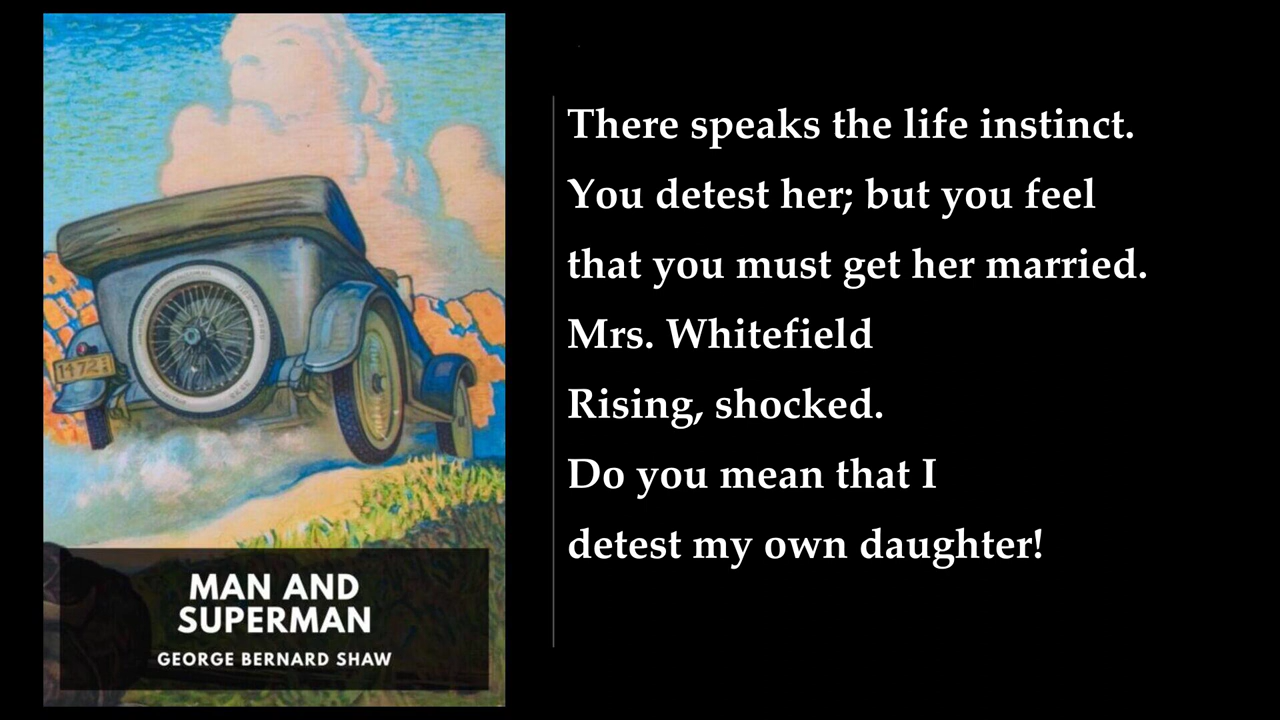 There speaks the life instinct.
You detest her; but you feel
that you must get her married.
Mrs. Whitefield
Rising, shocked.
Do you mean that I
detest my own daughter!
1472
MAN AND
SUPERMAN
GEORGE BERNARD SHAW